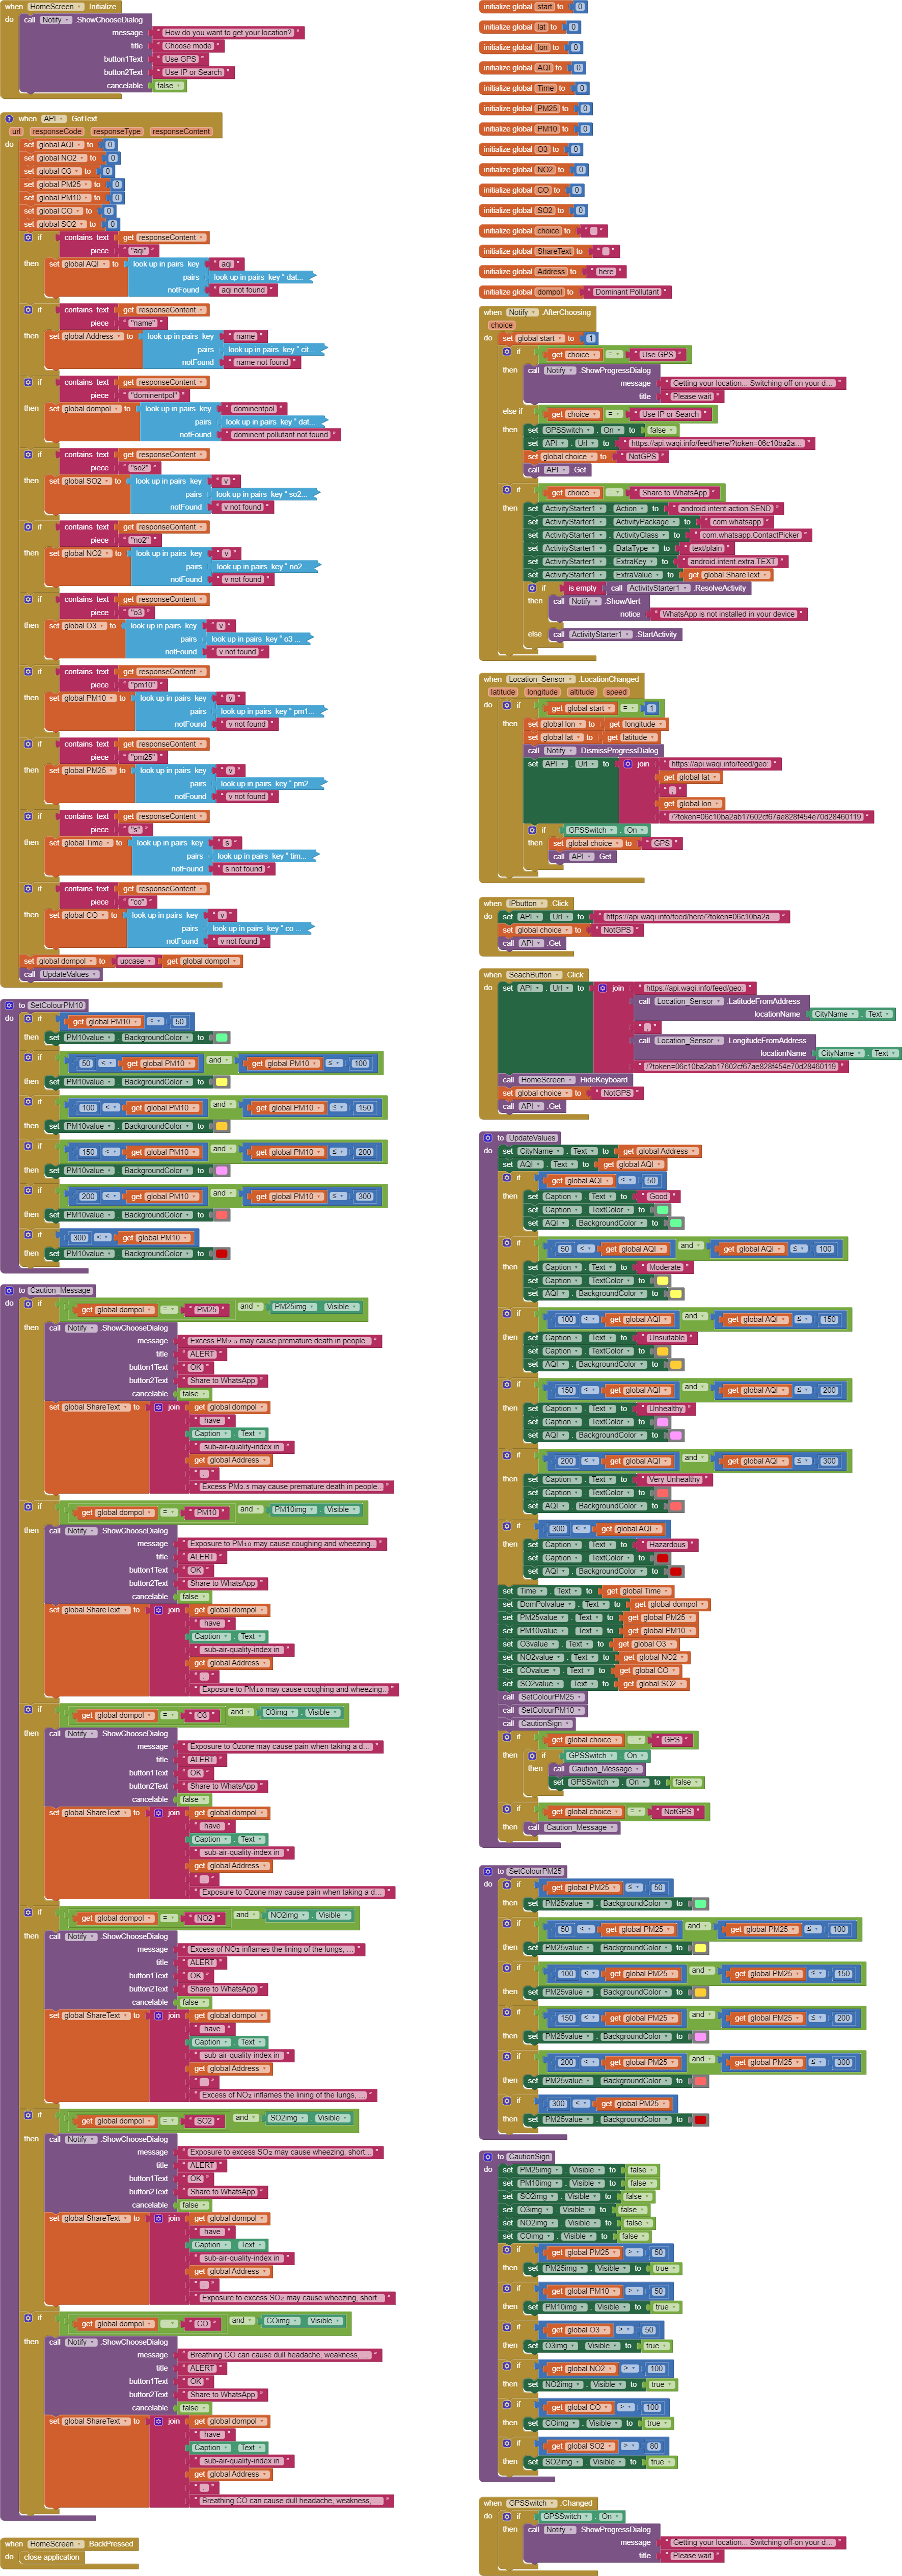 when HomeScreen .Initialize
do call Notify .ShowChooseDialog
message " How do you want to get your location? "
title " Choose mode "
button1Text " Use GPS "
button2Text " Use IP or Search "
cancelable false
when API .GotText
url responseCode responseType responseContent
do set global AQI to 0
set global NO2 to 0
set global O3 to 0
set global PM25 to 0
set global PM10 to 0
set global CO to 0
set global SO2 to 0
if contains text get responseContent
piece " "aqi" "
then set global AQI to look up in pairs key " aqi "
pairs look up in pairs key " dat...
notFound " aqi not found "
if contains text get responseContent
piece " "name" "
then set global Address to look up in pairs key " name "
pairs look up in pairs key " cit...
notFound " name not found "
if contains text get responseContent
piece " "dominentpol" "
then set global dompol to look up in pairs key " dominentpol "
pairs look up in pairs key " dat...
notFound " dominent pollutant not found "
if contains text get responseContent
piece " "so2" "
then set global SO2 to look up in pairs key " v "
pairs look up in pairs key " so2...
notFound " v not found "
if contains text get responseContent
piece " "no2" "
then set global NO2 to look up in pairs key " v "
pairs look up in pairs key " no2...
notFound " v not found "
if contains text get responseContent
piece " "o3 "
then set global O3 to look up in pairs key " v "
pairs look up in pairs key " o3 ...
notFound " v not found "
if contains text get responseContent
piece " "pm10" "
then set global PM10 to look up in pairs key " v "
pairs look up in pairs key " pm1...
notFound " v not found "
if contains text get responseContent
piece " "pm25" "
then set global PM25 to look up in pairs key " v "
pairs look up in pairs key " pm2...
notFound " v not found "
if contains text get responseContent
piece " "s" "
then set global Time to look up in pairs key " s "
pairs look up in pairs key " tim...
notFound " s not found "
if contains text get responseContent
piece " "co" "
then set global CO to look up in pairs key " v "
pairs look up in pairs key " co ...
notFound " v not found "
set global dompol to upcase get global dompol
call UpdateValues
to SetColourPM10
do if get global PM10 ≤ 50
then set PM10value . BackgroundColor to
if 50 < get global PM10 and get global PM10 ≤ 100
then set PM10value . BackgroundColor to
if 100 < get global PM10 and get global PM10 ≤ 150
then set PM10value . BackgroundColor to
if 150 < get global PM10 and get global PM10 ≤ 200
then set PM10value . BackgroundColor to
if 200 < get global PM10 and get global PM10 ≤ 300
then set PM10value . BackgroundColor to
if 300 < get global PM10
then set PM10value . BackgroundColor to
to Caution_Message
do if get global dompol = " PM25 " and PM25img . Visible
then call Notify .ShowChooseDialog
message " Excess PM₂.₅ may cause premature death in people...
title " ALERT "
button1Text " OK "
button2Text " Share to WhatsApp "
cancelable false
set global ShareText to join get global dompol
" have "
Caption . Text
" sub-air-quality-index in "
get global Address
" "
" Excess PM₂.₅ may cause premature death in people...
if get global dompol = " PM10 " and PM10img . Visible
then call Notify .ShowChooseDialog
message " Exposure to PM₁₀ may cause coughing and wheezing...
title " ALERT "
button1Text " OK "
button2Text " Share to WhatsApp "
cancelable false
set global ShareText to join get global dompol
" have "
Caption . Text
" sub-air-quality-index in "
get global Address
" "
" Exposure to PM₁₀ may cause coughing and wheezing...
if get global dompol = " O3 " and O3img . Visible
then call Notify .ShowChooseDialog
message " Exposure to Ozone may cause pain when taking a d... "
title " ALERT "
button1Text " OK "
button2Text " Share to WhatsApp "
cancelable false
set global ShareText to join get global dompol
" have "
Caption . Text
" sub-air-quality-index in "
get global Address
" "
" Exposure to Ozone may cause pain when taking a d... "
if get global dompol = " NO2 " and NO2img . Visible
then call Notify .ShowChooseDialog
message " Excess of NO₂ inflames the lining of the lungs, ... "
title " ALERT "
button1Text " OK "
button2Text " Share to WhatsApp "
cancelable false
set global ShareText to join get global dompol
" have "
Caption . Text
" sub-air-quality-index in "
get global Address
" "
" Excess of NO₂ inflames the lining of the lungs, ... "
if get global dompol = " SO2 " and SO2img . Visible
then call Notify .ShowChooseDialog
message " Exposure to excess SO₂ may cause wheezing, short... "
title " ALERT "
button1Text " OK "
button2Text " Share to WhatsApp "
cancelable false
set global ShareText to join get global dompol
" have "
Caption . Text
" sub-air-quality-index in "
get global Address
" "
" Exposure to excess SO₂ may cause wheezing, short... "
if get global dompol = " CO " and COimg . Visible
then call Notify .ShowChooseDialog
message " Breathing CO can cause dull headache, weakness, ... "
title " ALERT "
button1Text " OK "
button2Text " Share to WhatsApp "
cancelable false
set global ShareText to join get global dompol
" have "
Caption . Text
" sub-air-quality-index in "
get global Address
" "
" Breathing CO can cause dull headache, weakness, ... "
when HomeScreen .BackPressed
do close application
initialize global start to 0
initialize global lat to 0
initialize global lon to 0
initialize global AQI to 0
initialize global Time to 0
initialize global PM25 to 0
initialize global PM10 to 0
initialize global O3 to 0
initialize global NO2 to 0
initialize global CO to 0
initialize global SO2 to 0
initialize global choice to " "
initialize global ShareText to " "
initialize global Address to " here "
initialize global dompol to " Dominant Pollutant "
when Notify .AfterChoosing
choice
do set global start to 1
if get choice = " Use GPS "
then call Notify .ShowProgressDialog
message " Getting your location... Switching off-on your d... "
title " Please wait "
else if get choice = " Use IP or Search "
then set GPSSwitch . On to false
set API . Url to " https://api.waqi.info/feed/here/?token=06c10ba2a... "
set global choice to " NotGPS "
call API .Get
if get choice = " Share to WhatsApp "
then set ActivityStarter1 . Action to " android.intent.action.SEND "
set ActivityStarter1 . ActivityPackage to " com.whatsapp "
set ActivityStarter1 . ActivityClass to " com.whatsapp.ContactPicker "
set ActivityStarter1 . DataType to " text/plain "
set ActivityStarter1 . ExtraKey to " android.intent.extra.TEXT "
set ActivityStarter1 . ExtraValue to get global ShareText
if is empty call ActivityStarter1 .ResolveActivity
then call Notify .ShowAlert
notice " WhatsApp is not installed in your device "
else call ActivityStarter1 .StartActivity
when Location_Sensor .LocationChanged
latitude longitude altitude speed
do if get global start = 1
then set global lon to get longitude
set global lat to get latitude
call Notify .DismissProgressDialog
set API . Url to join " https://api.waqi.info/feed/geo: "
get global lat
" ; "
get global lon
" /?token=06c10ba2ab17602cf67ae828f454e70d28460119 "
if GPSSwitch . On
then set global choice to " GPS "
call API .Get
when IPbutton .Click
do set API . Url to " https://api.waqi.info/feed/here/?token=06c10ba2a... "
set global choice to " NotGPS "
call API .Get
when SeachButton .Click
do set API . Url to join " https://api.waqi.info/feed/geo: "
call Location_Sensor .LatitudeFromAddress
locationName CityName . Text
" ; "
call Location_Sensor .LongitudeFromAddress
locationName CityName . Text
" /?token=06c10ba2ab17602cf67ae828f454e70d28460119 "
call HomeScreen .HideKeyboard
set global choice to " NotGPS "
call API .Get
to UpdateValues
do set CityName . Text to get global Address
set AQI . Text to get global AQI
if get global AQI ≤ 50
then set Caption . Text to " Good "
set Caption . TextColor to
set AQI . BackgroundColor to
if 50 < get global AQI and get global AQI ≤ 100
then set Caption . Text to " Moderate "
set Caption . TextColor to
set AQI . BackgroundColor to
if 100 < get global AQI and get global AQI ≤ 150
then set Caption . Text to " Unsuitable "
set Caption . TextColor to
set AQI . BackgroundColor to
if 150 < get global AQI and get global AQI ≤ 200
then set Caption . Text to " Unhealthy "
set Caption . TextColor to
set AQI . BackgroundColor to
if 200 < get global AQI and get global AQI ≤ 300
then set Caption . Text to " Very Unhealthy "
set Caption . TextColor to
set AQI . BackgroundColor to
if 300 < get global AQI
then set Caption . Text to " Hazardous "
set Caption . TextColor to
set AQI . BackgroundColor to
set Time . Text to get global Time
set DomPolvalue . Text to get global dompol
set PM25value . Text to get global PM25
set PM10value . Text to get global PM10
set O3value . Text to get global O3
set NO2value . Text to get global NO2
set COvalue . Text to get global CO
set SO2value . Text to get global SO2
call SetColourPM25
call SetColourPM10
call CautionSign
if get global choice = " GPS "
then if GPSSwitch . On
then call Caution_Message
set GPSSwitch . On to false
if get global choice = " NotGPS "
then call Caution_Message
to SetColourPM25
do if get global PM25 ≤ 50
then set PM25value . BackgroundColor to
if 50 < get global PM25 and get global PM25 ≤ 100
then set PM25value . BackgroundColor to
if 100 < get global PM25 and get global PM25 ≤ 150
then set PM25value . BackgroundColor to
if 150 < get global PM25 and get global PM25 ≤ 200
then set PM25value . BackgroundColor to
if 200 < get global PM25 and get global PM25 ≤ 300
then set PM25value . BackgroundColor to
if 300 < get global PM25
then set PM25value . BackgroundColor to
to CautionSign
do set PM25img . Visible to false
set PM10img . Visible to false
set SO2img . Visible to false
set O3img . Visible to false
set NO2img . Visible to false
set COimg . Visible to false
if get global PM25 > 50
then set PM25img . Visible to true
if get global PM10 > 50
then set PM10img . Visible to true
if get global O3 > 50
then set O3img . Visible to true
if get global NO2 > 100
then set NO2img . Visible to true
if get global CO > 100
then set COimg . Visible to true
if get global SO2 > 80
then set SO2img . Visible to true
when GPSSwitch .Changed
do if GPSSwitch . On
then call Notify .ShowProgressDialog
message " Getting your location... Switching off-on your d... "
title " Please wait "